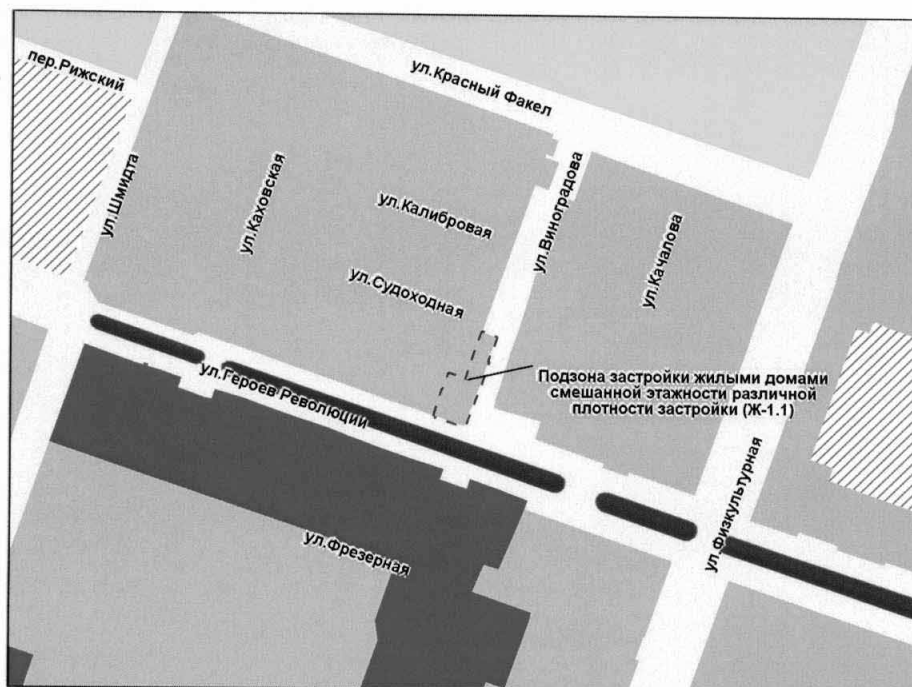 ул.Красный Факел
пер.Рижский
ул.Шмидта
ул.Каховская
ул.Калибровая
ул.Виноградова
ул.Качалова
ул.Судоходная
ул.Героев Революции
Подзона застройки жилыми домами
смешанной этажности различной
плотности застройки (Ж-1.1)
ул.Физкультурная
ул.Фрезерная